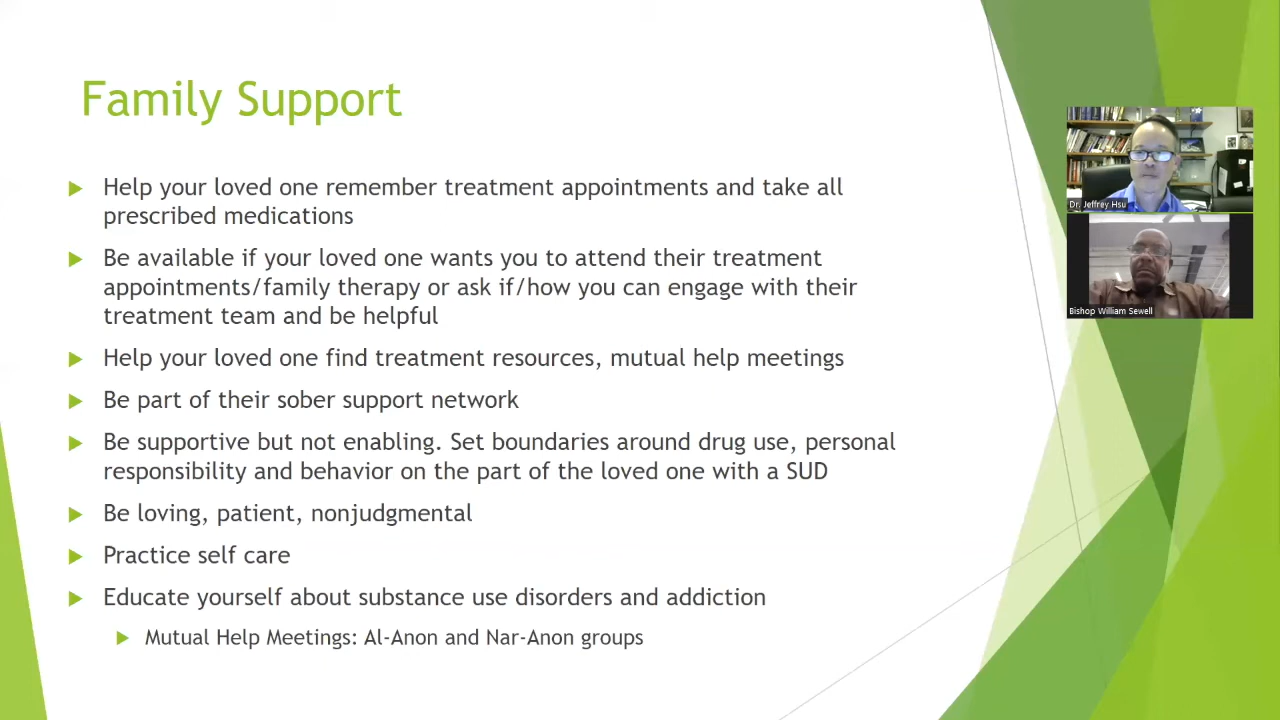 Family Support
Help your loved one remember treatment appointments and take all
prescribed medications
Be available if your loved one wants you to attend their treatment
appointments/family therapy or ask if/how you can engage with their
treatment team and be helpful
Help your loved one find treatment resources, mutual help meetings
Be part of their sober support network
Be supportive but not enabling. Set boundaries around drug use, personal
responsibility and behavior on the part of the loved one with a SUD
Be loving, patient, nonjudgmental
Practice self care
Educate yourself about substance use disorders and addiction
Mutual Help Meetings: Al-Anon and Nar-Anon groups
Dr. Jeffrey Hsu
Bishop William Sewell